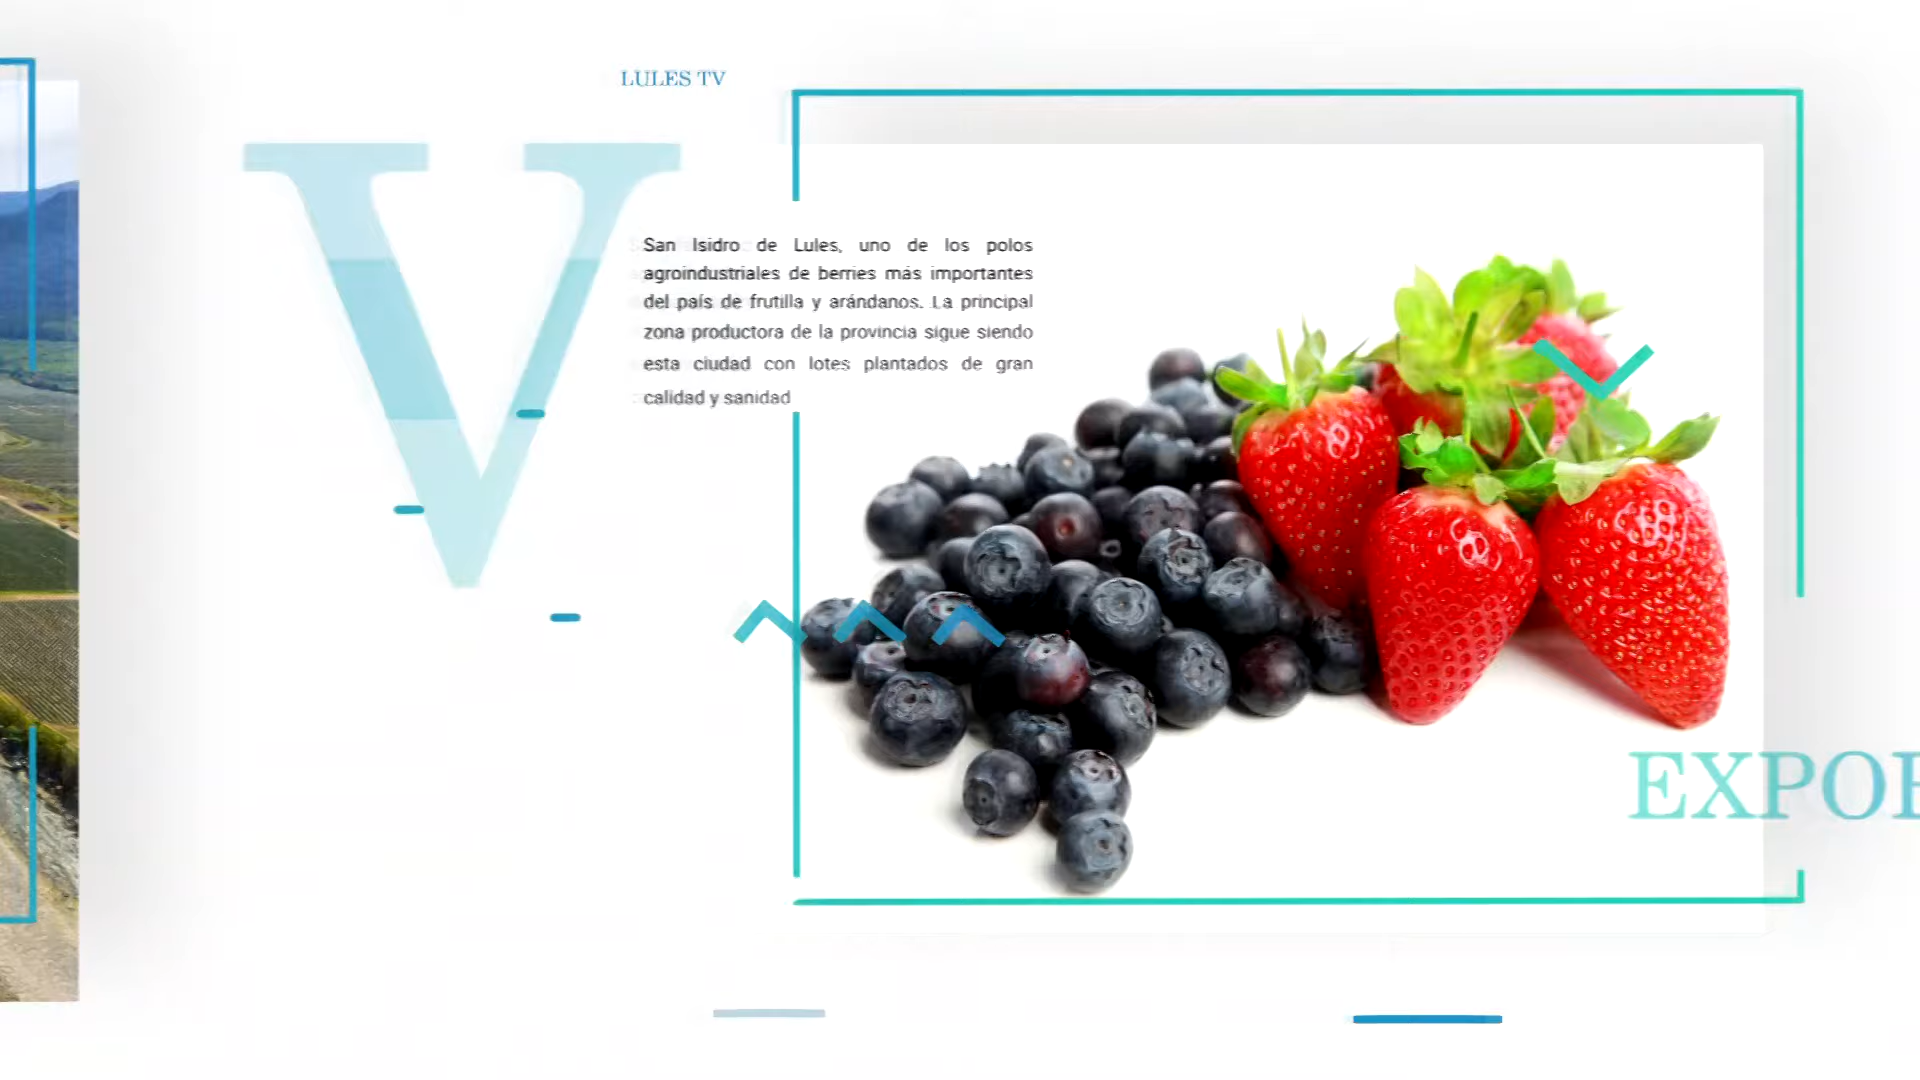 LULES TV
V
San Isidro de Lules, uno de los polos
agroindustriales de berries más importantes
del país de frutilla y arándanos. La principal
zona productora de la provincia sigue siendo
esta ciudad con lotes plantados de gran
calidad y sanidad
EXPO